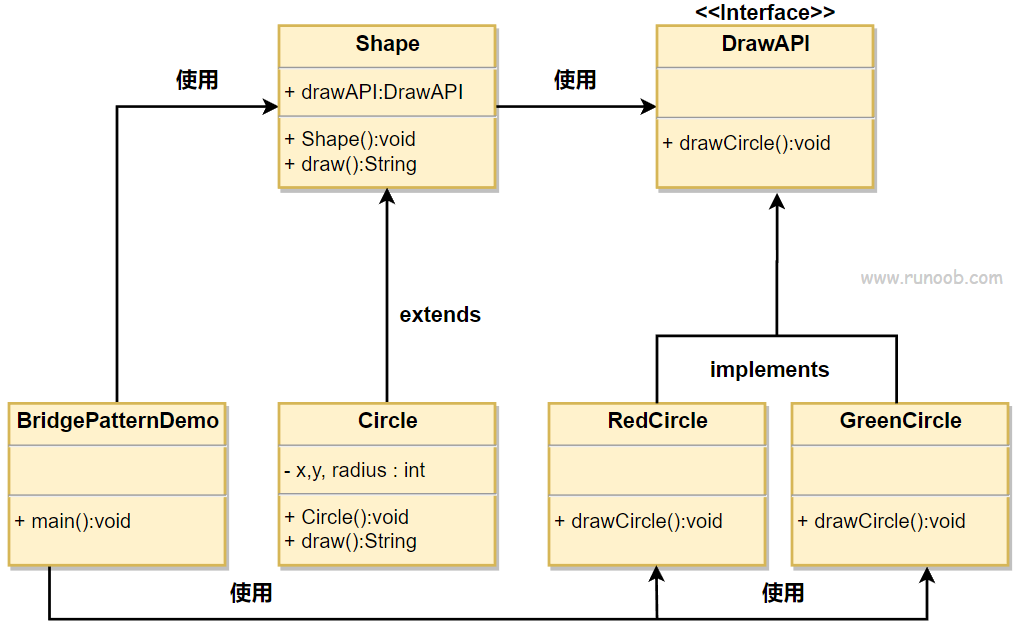 <<Interface>>
Shape
DrawAPI
使用
+ drawAPI:DrawAPI
使用
+ Shape():void
+ draw():String
+ drawCircle():void
www.runoob.com
extends
implements
BridgePatternDemo
Circle
RedCircle
GreenCircle
- x,y, radius : int
+ main():void
+ Circle():void
+ draw():String
+ drawCircle():void
+ drawCircle():void
使用
使用